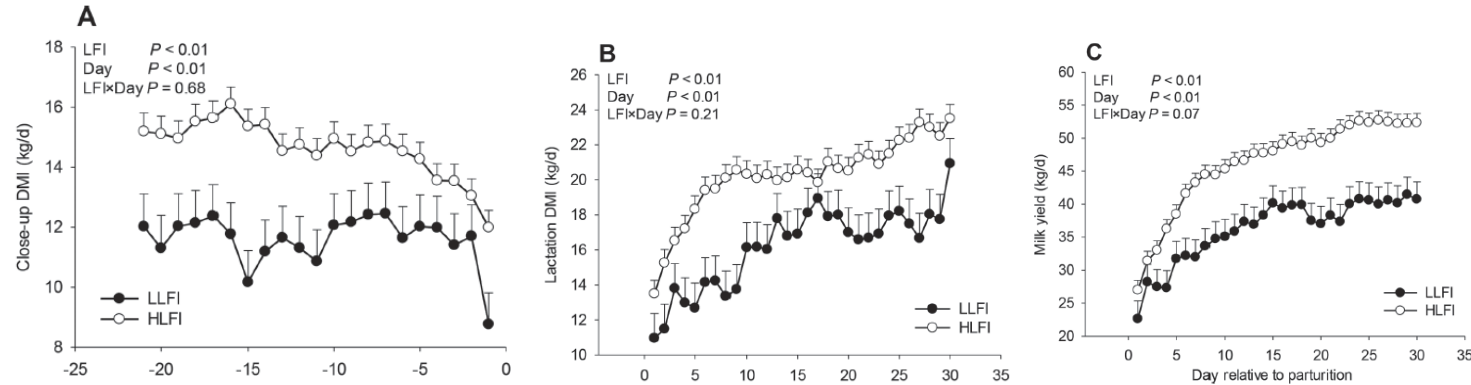 A
LFI P < 0.01
Day P < 0.01
LFI×Day P = 0.68
Close-up DMI (kg/d)
18
16
14
12
10
8
LLFI
HLFI
-25 -20 -15 -10 -5 0
B
LFI P < 0.01
Day P < 0.01
LFI×Day P = 0.21
Lactation DMI (kg/d)
26
24
22
20
18
16
14
12
10
LLFI
HLFI
0 5 10 15 20 25 30 35
C
LFI P < 0.01
Day P < 0.01
LFI×Day P = 0.07
Milk yield (kg/d)
60
55
50
45
40
35
30
25
20
LLFI
HLFI
0 5 10 15 20 25 30 35
Day relative to parturition